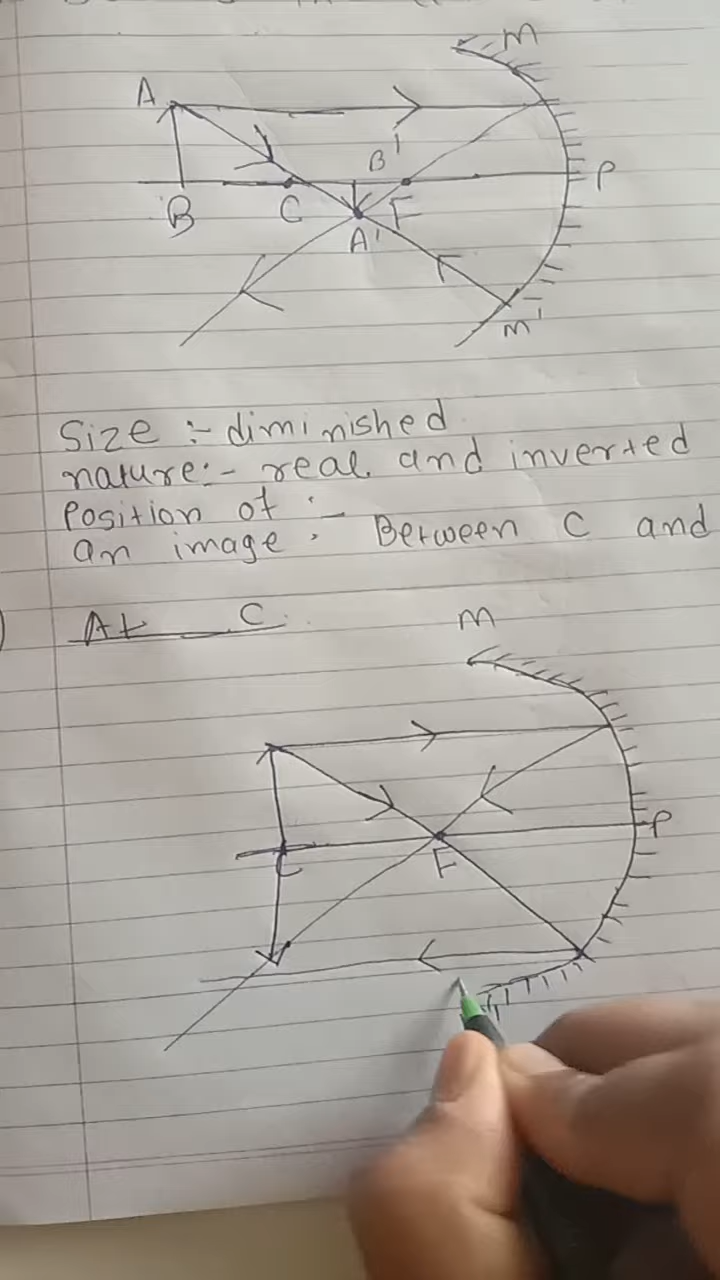 M
A
B'
P
B
C
F
A'
M'
Size :- diminished
nature:- real and inverted
Position of :-
an image : Between C and
At C
M
P
C
F